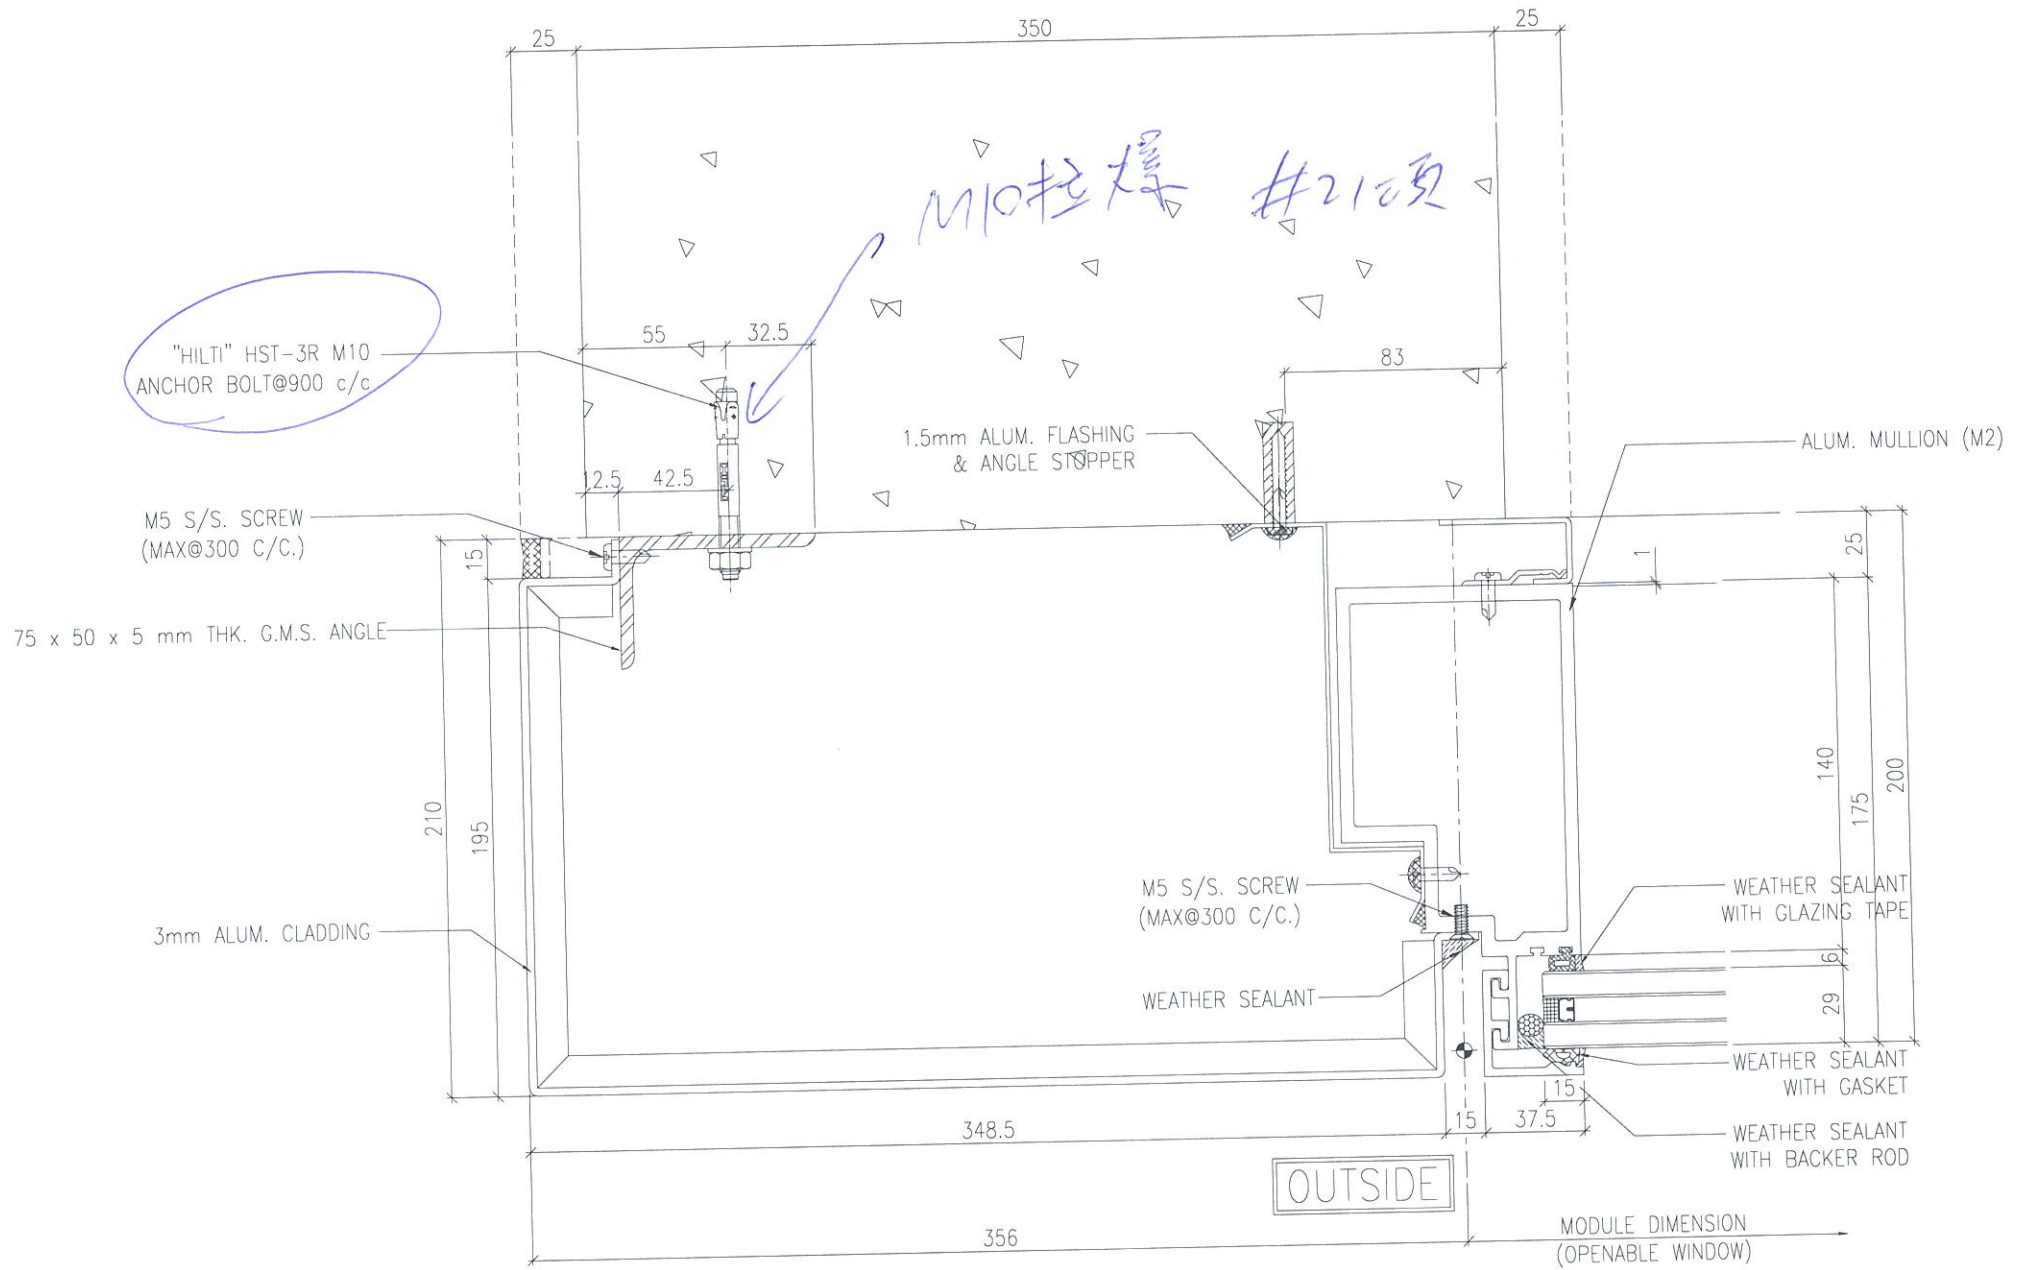 25
350
25
M10拉爆 #21項
55
32.5
83
"HILTI" HST-3R M10
ANCHOR BOLT@900 c/c
1.5mm ALUM. FLASHING
& ANGLE STOPPER
ALUM. MULLION (M2)
12.5
42.5
M5 S/S. SCREW
(MAX@300 C/C.)
15
1
25
75 x 50 x 5 mm THK. G.M.S. ANGLE
210
195
140
175
200
M5 S/S. SCREW
(MAX@300 C/C.)
WEATHER SEALANT
WITH GLAZING TAPE
3mm ALUM. CLADDING
6
29
WEATHER SEALANT
WEATHER SEALANT
WITH GASKET
15
348.5
15
37.5
WEATHER SEALANT
WITH BACKER ROD
OUTSIDE
356
MODULE DIMENSION
(OPENABLE WINDOW)